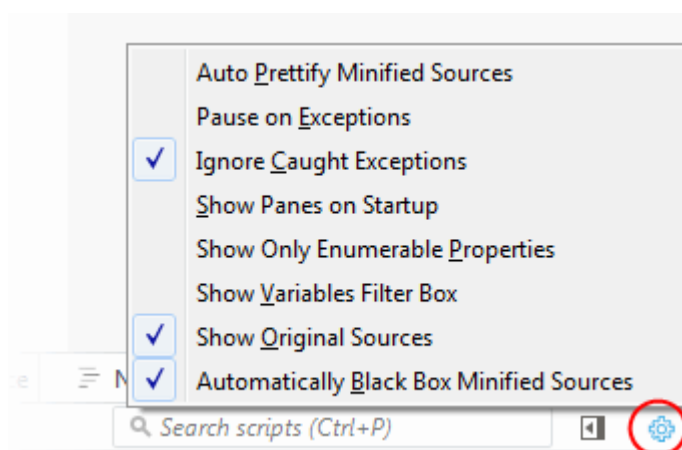 Auto Prettify Minified Sources
Pause on Exceptions
Ignore Caught Exceptions
Show Panes on Startup
Show Only Enumerable Properties
Show Variables Filter Box
Show Original Sources
Automatically Black Box Minified Sources
Search scripts (Ctrl+P)